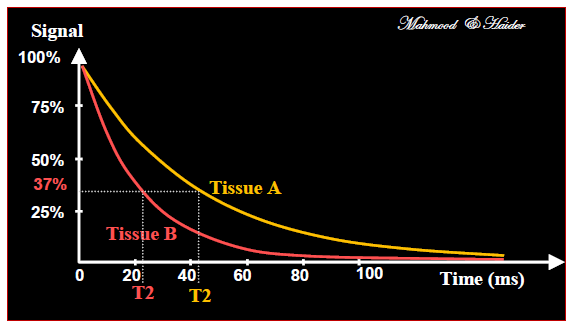 Mahmood & Haider
Signal
100%
75%
50%
37%
25%
Tissue A
Tissue B
0 20 40 60 80 100 Time (ms)
T2 T2